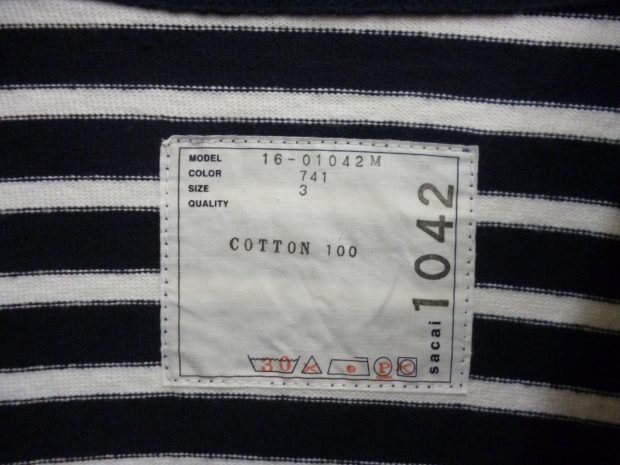 MODEL 16-01042M
COLOR 741
SIZE 3
QUALITY
COTTON 100
30
P
sacai 1042